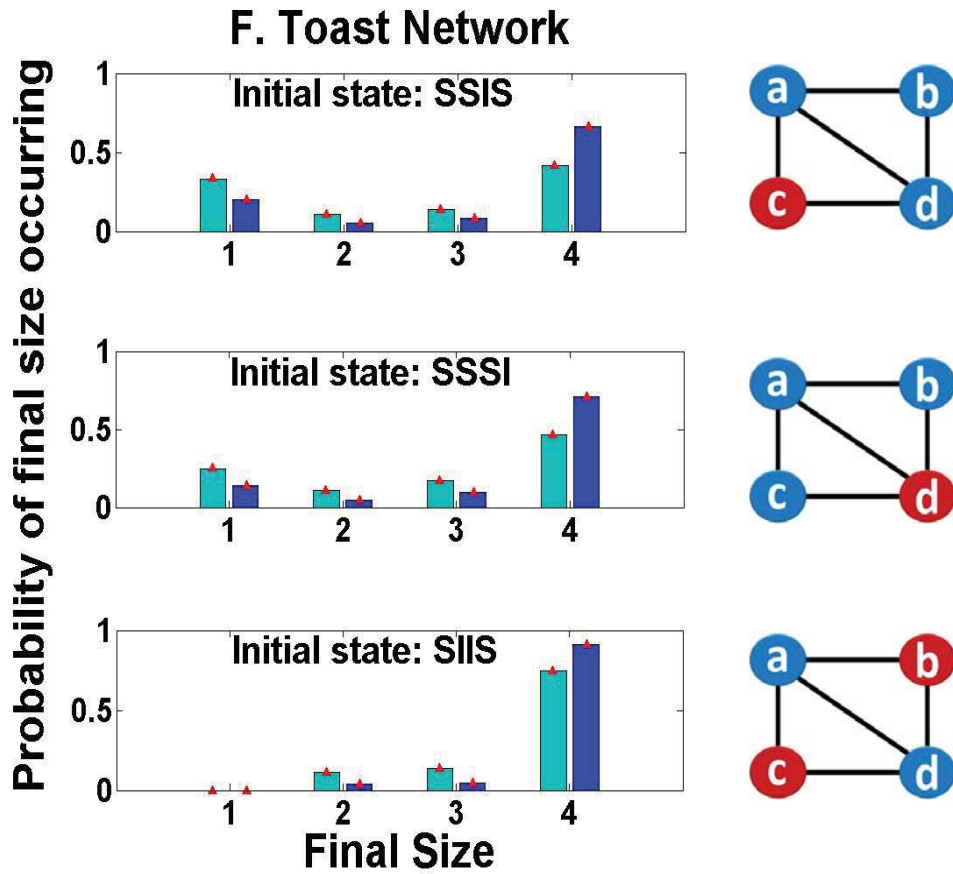 F. Toast Network
Probability of final size occurring
Initial state: SSIS
1
0.5
0
1 2 3 4
a b
c d
Initial state: SSSI
1
0.5
0
1 2 3 4
a b
c d
Initial state: SIIS
1
0.5
0
1 2 3 4
a b
c d
Final Size